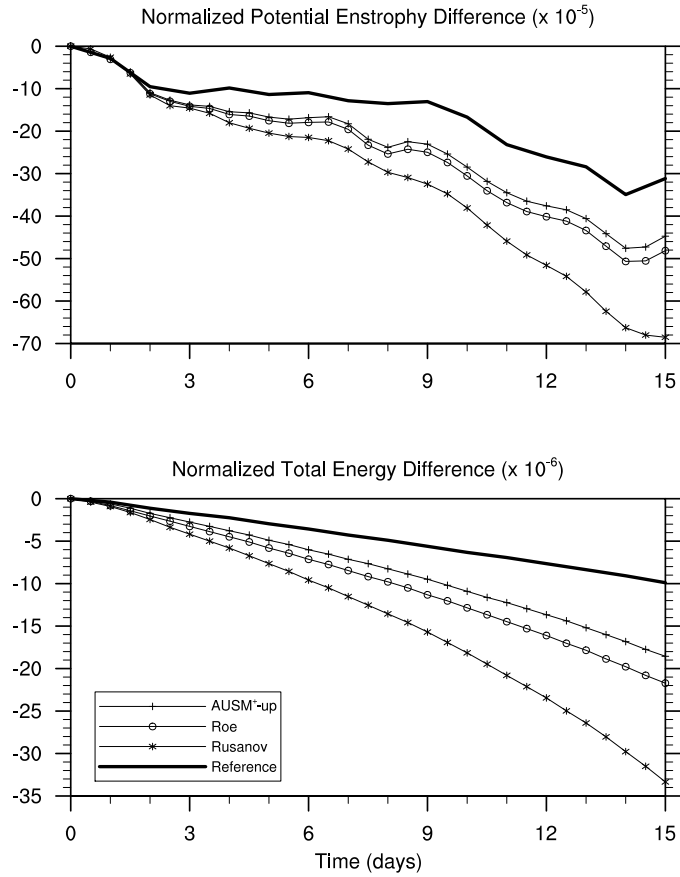 Normalized Potential Enstrophy Difference (x 10⁻⁵)
0
-10
-20
-30
-40
-50
-60
-70
0 3 6 9 12 15
Normalized Total Energy Difference (x 10⁻⁶)
0
-5
-10
-15
-20
-25
-30
-35
AUSM⁺-up
Roe
Rusanov
Reference
0 3 6 9 12 15
Time (days)